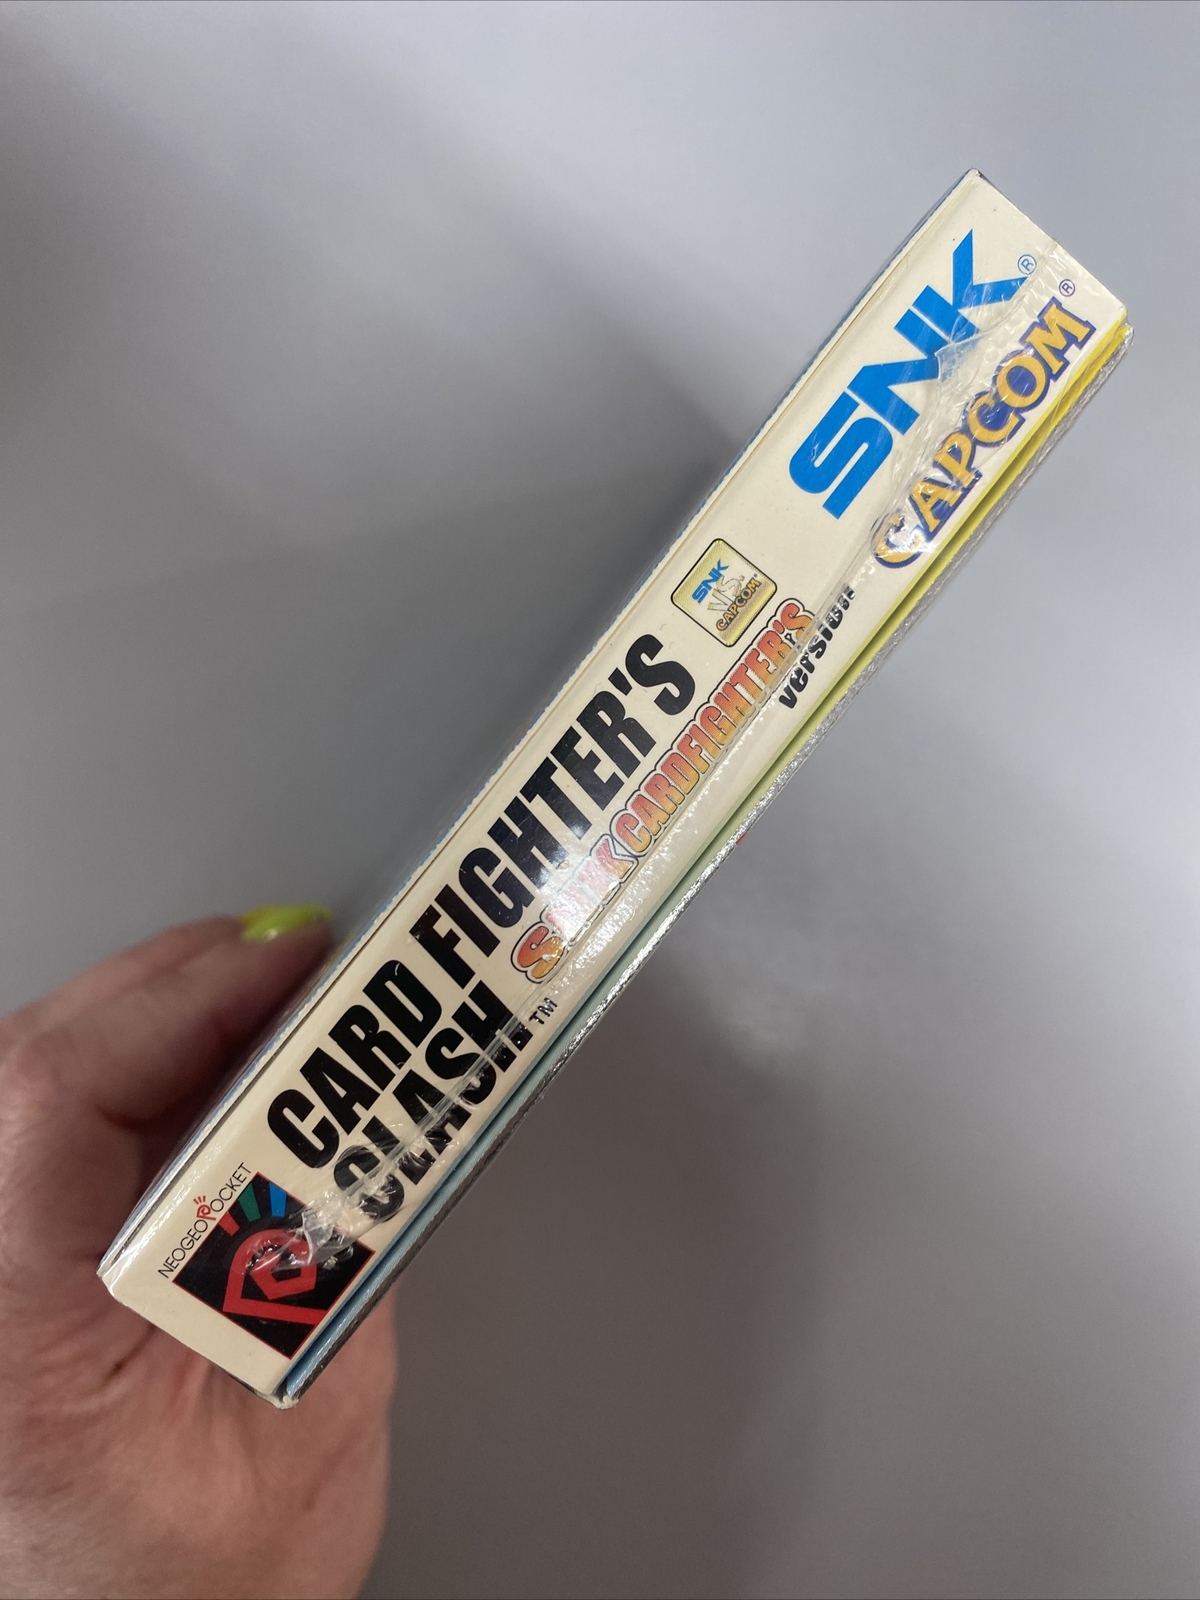 NEOGEO POCKET
CARD FIGHTER'S
CLASH™
SNK CARDFIGHTER'S
version
SNK
VS.
CAPCOM
SNK®
CAPCOM®